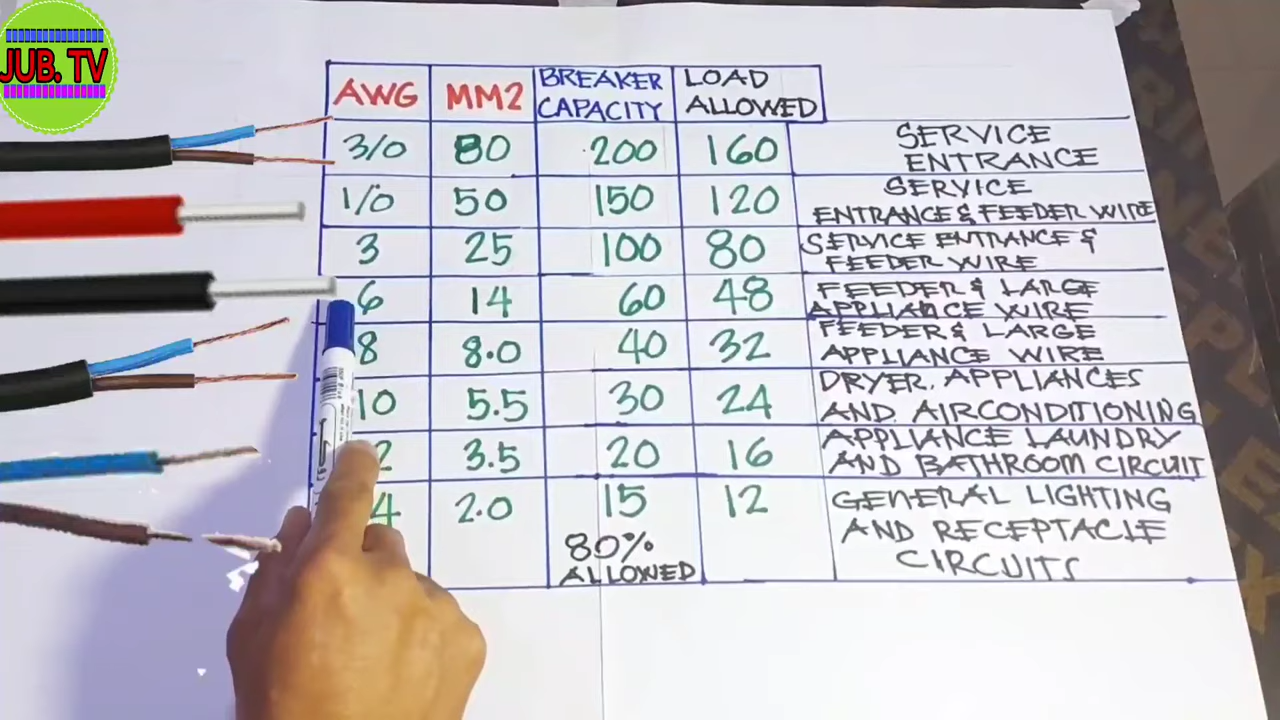 JUB. TV
AWG MM2 BREAKER CAPACITY LOAD ALLOWED
3/0 80 200 160 SERVICE ENTRANCE
1/0 50 150 120 SERVICE ENTRANCE & FEEDER WIRE
3 25 100 80 SERVICE ENTRANCE & FEEDER WIRE
6 14 60 48 FEEDER & LARGE APPLIANCE WIRE
8 8.0 40 32 FEEDER & LARGE APPLIANCE WIRE
10 5.5 30 24 DRYER. APPLIANCES AND AIRCONDITIONING
2 3.5 20 16 APPLIANCE LAUNDRY AND BATHROOM CIRCUIT
4 2.0 15 12 GENERAL LIGHTING AND RECEPTACLE CIRCUITS
80% ALLOWED